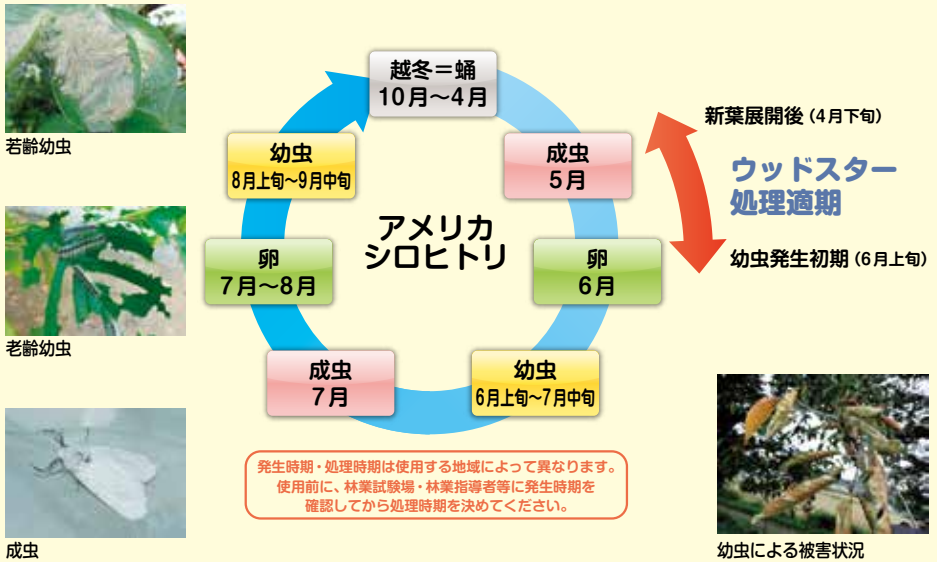 若齢幼虫
老齢幼虫
成虫
越冬＝蛹
10月～4月
成虫
5月
卵
6月
幼虫
6月上旬～7月中旬
成虫
7月
卵
7月～8月
幼虫
8月上旬～9月中旬
アメリカ
シロヒトリ
新葉展開後（4月下旬）
ウッドスター
処理適期
幼虫発生初期（6月上旬）
発生時期・処理時期は使用する地域によって異なります。
使用前に、林業試験場・林業指導者等に発生時期を
確認してから処理時期を決めてください。
幼虫による被害状況